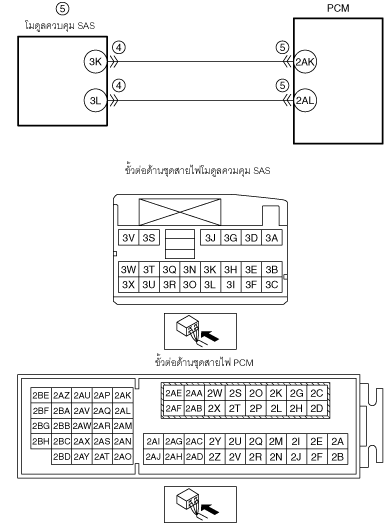 ⑤
PCM
โมดูลควบคุม SAS
3K ④ ⑤ 2AK
3L ④ ⑤ 2AL
ขั้วต่อด้านชุดสายไฟโมดูลควมคุม SAS
3V 3S 3J 3G 3D 3A
3W 3T 3Q 3N 3K 3H 3E 3B
3X 3U 3R 3O 3L 3I 3F 3C
ขั้วต่อด้านชุดสายไฟ PCM
2BE 2AZ 2AU 2AP 2AK 2AE 2AA 2W 2S 2O 2K 2G 2C
2BF 2BA 2AV 2AQ 2AL 2AF 2AB 2X 2T 2P 2L 2H 2D
2BG 2BB 2AW 2AR 2AM
2BH 2BC 2AX 2AS 2AN 2AI 2AG 2AC 2Y 2U 2Q 2M 2I 2E 2A
2BD 2AY 2AT 2AO 2AJ 2AH 2AD 2Z 2V 2R 2N 2J 2F 2B